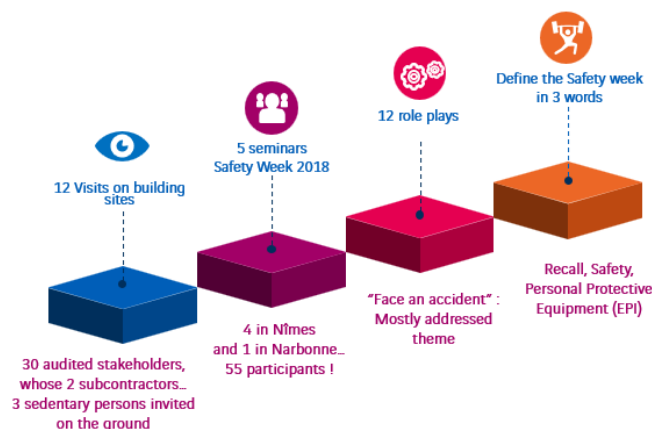 12 Visits on building
sites
30 audited stakeholders,
whose 2 subcontractors...
3 sedentary persons invited
on the ground
5 seminars
Safety Week 2018
4 in Nîmes
and 1 in Narbonne...
55 participants !
12 role plays
"Face an accident" :
Mostly addressed
theme
Define the Safety week
in 3 words
Recall, Safety,
Personal Protective
Equipment (EPI)